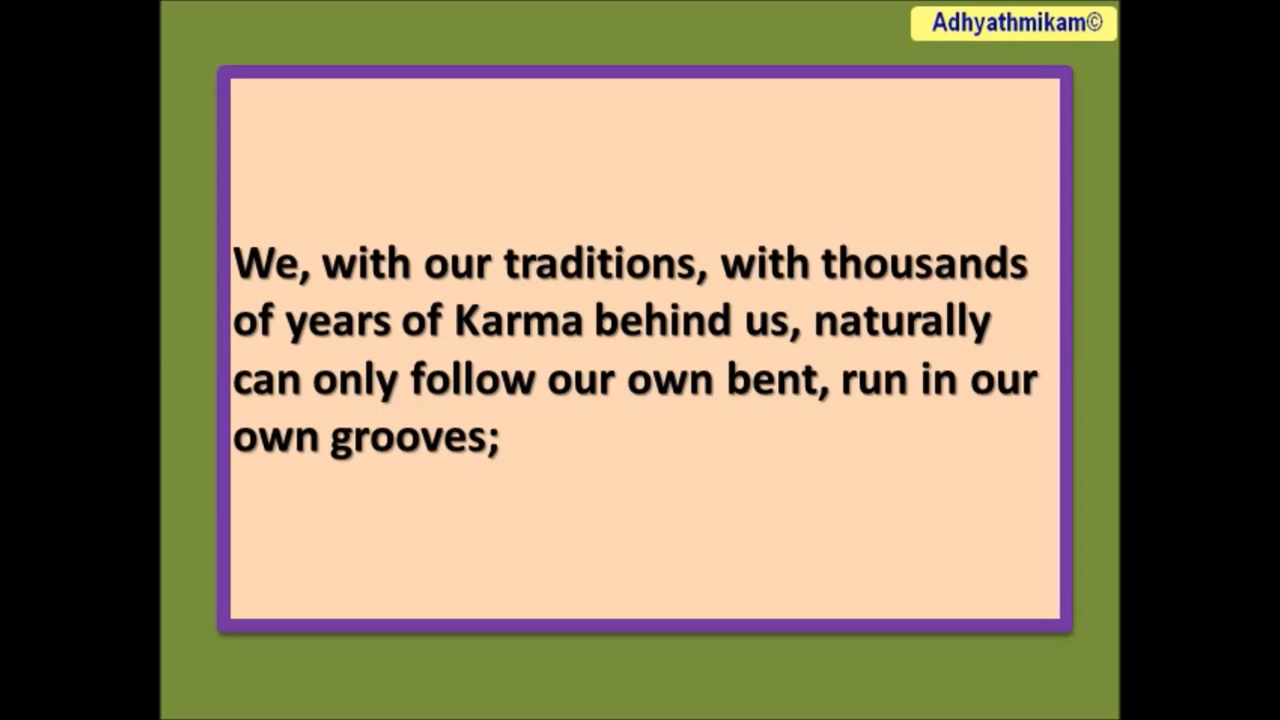 Adhyathmikam©
We, with our traditions, with thousands
of years of Karma behind us, naturally
can only follow our own bent, run in our
own grooves;